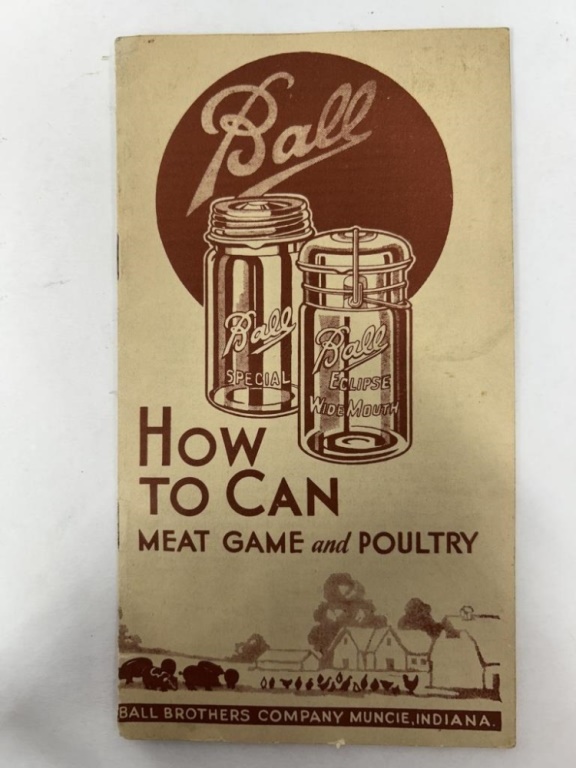 Ball
Ball
SPECIAL
Ball
ECLIPSE
WIDE MOUTH
HOW
TO CAN
MEAT GAME and POULTRY
BALL BROTHERS COMPANY MUNCIE, INDIANA.